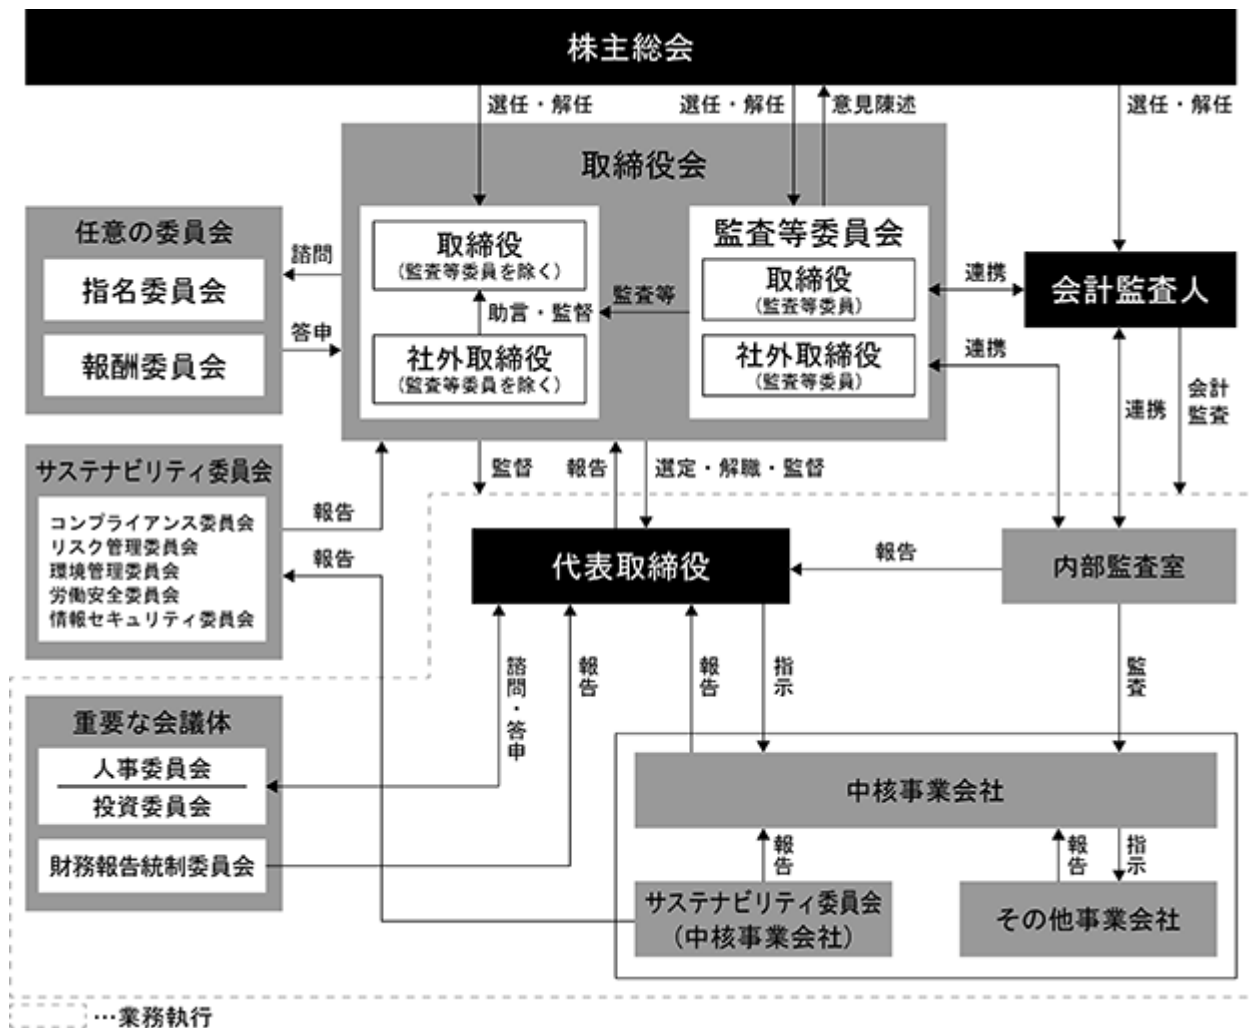 株主総会
選任・解任
選任・解任
意見陳述
選任・解任
取締役会
任意の委員会
指名委員会
報酬委員会
諮問
答申
取締役
(監査等委員を除く)
助言・監督
社外取締役
(監査等委員を除く)
監査等
監査等委員会
取締役
(監査等委員)
社外取締役
(監査等委員)
連携
連携
会計監査人
連携
会計
監査
サステナビリティ委員会
コンプライアンス委員会
リスク管理委員会
環境管理委員会
労働安全委員会
情報セキュリティ委員会
報告
報告
監督
報告
選定・解職・監督
代表取締役
報告
内部監査室
諮問・答申
報告
報告
指示
監査
重要な会議体
人事委員会
投資委員会
財務報告統制委員会
中核事業会社
報告
報告
指示
サステナビリティ委員会
(中核事業会社)
その他事業会社
…業務執行